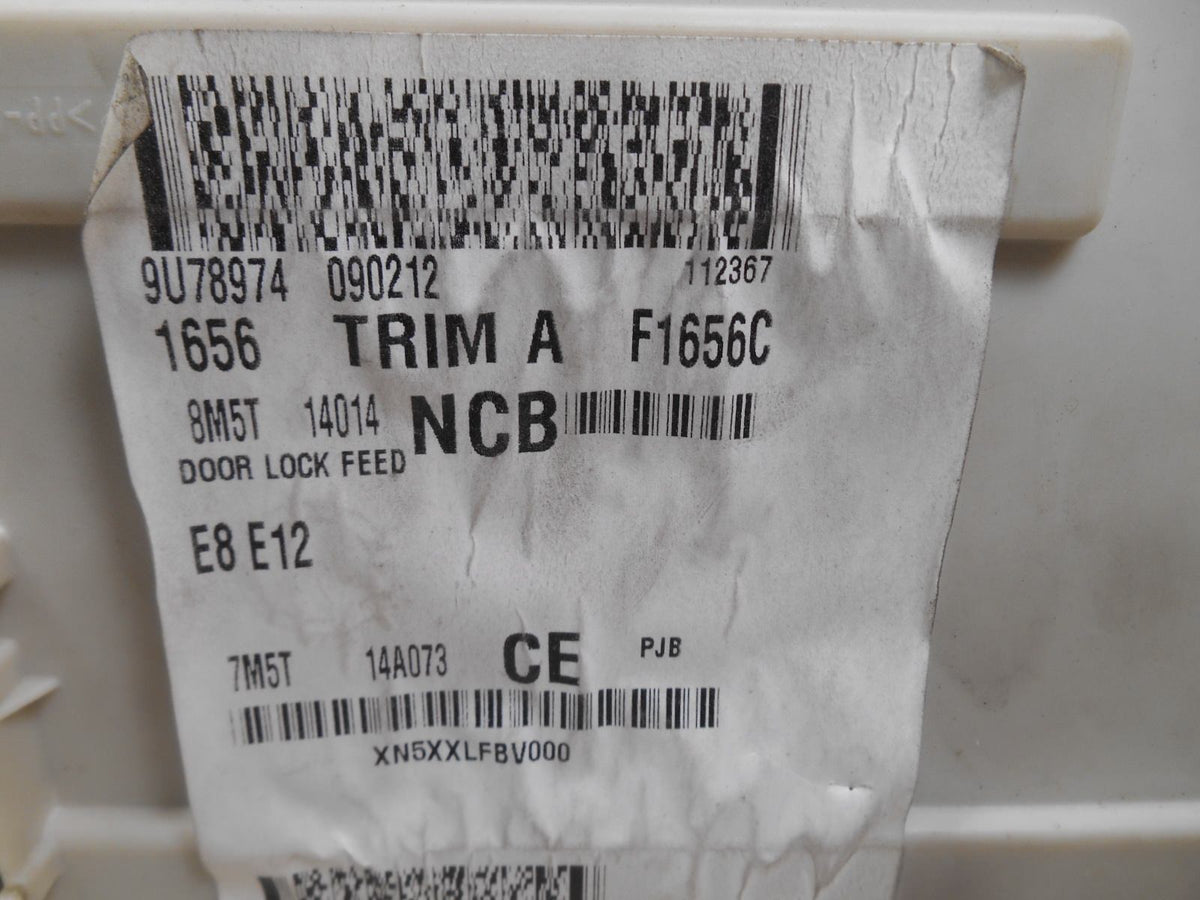 >PP-
9U78974 090212 112367
1656 TRIM A F1656C
8M5T 14014 NCB
DOOR LOCK FEED
E8 E12
7M5T 14A073 CE PJB
XN5XXLFBV000